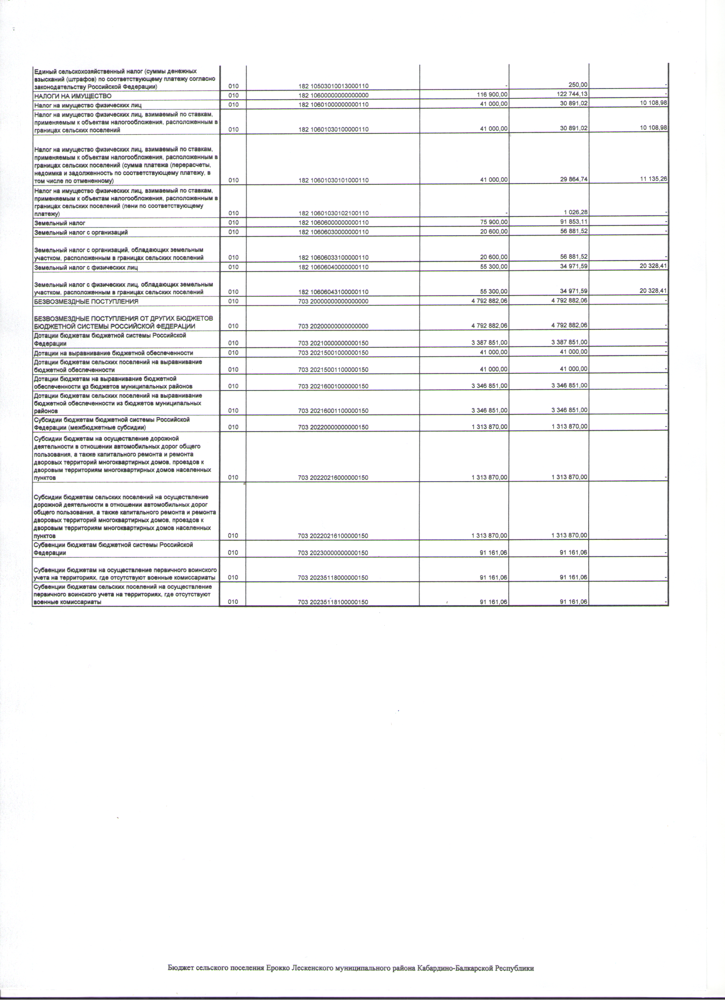 Единый сельскохозяйственный налог (суммы денежных
взысканий (штрафов) по соответствующему платежу согласно
законодательству Российской Федерации) 010 182 10503010013000110 - 250,00 -
НАЛОГИ НА ИМУЩЕСТВО 010 182 10600000000000000 116 900,00 122 744,13 -
Налог на имущество физических лиц 010 182 10601000000000110 41 000,00 30 891,02 10 108,98
Налог на имущество физических лиц, взимаемый по ставкам,
применяемым к объектам налогообложения, расположенным в
границах сельских поселений 010 182 10601030100000110 41 000,00 30 891,02 10 108,98
Налог на имущество физических лиц, взимаемый по ставкам,
применяемым к объектам налогообложения, расположенным в
границах сельских поселений (сумма платежа (перерасчеты,
недоимка и задолженность по соответствующему платежу, в
том числе по отмененному) 010 182 10601030101000110 41 000,00 29 864,74 11 135,26
Налог на имущество физических лиц, взимаемый по ставкам,
применяемым к объектам налогообложения, расположенным в
границах сельских поселений (пени по соответствующему
платежу) 010 182 10601030102100110 - 1 026,28 -
Земельный налог 010 182 10606000000000110 75 900,00 91 853,11 -
Земельный налог с организаций 010 182 10606030000000110 20 600,00 56 881,52 -
Земельный налог с организаций, обладающих земельным
участком, расположенным в границах сельских поселений 010 182 10606033100000110 20 600,00 56 881,52 -
Земельный налог с физических лиц 010 182 10606040000000110 55 300,00 34 971,59 20 328,41
Земельный налог с физических лиц, обладающих земельным
участком, расположенным в границах сельских поселений 010 182 10606043100000110 55 300,00 34 971,59 20 328,41
БЕЗВОЗМЕЗДНЫЕ ПОСТУПЛЕНИЯ 010 703 20000000000000000 4 792 882,06 4 792 882,06 -
БЕЗВОЗМЕЗДНЫЕ ПОСТУПЛЕНИЯ ОТ ДРУГИХ БЮДЖЕТОВ
БЮДЖЕТНОЙ СИСТЕМЫ РОССИЙСКОЙ ФЕДЕРАЦИИ 010 703 20200000000000000 4 792 882,06 4 792 882,06 -
Дотации бюджетам бюджетной системы Российской
Федерации 010 703 20210000000000150 3 387 851,00 3 387 851,00 -
Дотации на выравнивание бюджетной обеспеченности 010 703 20215001000000150 41 000,00 41 000,00 -
Дотации бюджетам сельских поселений на выравнивание
бюджетной обеспеченности 010 703 20215001100000150 41 000,00 41 000,00 -
Дотации бюджетам на выравнивание бюджетной
обеспеченности из бюджетов муниципальных районов 010 703 20216001000000150 3 346 851,00 3 346 851,00 -
Дотации бюджетам сельских поселений на выравнивание
бюджетной обеспеченности из бюджетов муниципальных
районов 010 703 20216001100000150 3 346 851,00 3 346 851,00 -
Субсидии бюджетам бюджетной системы Российской
Федерации (межбюджетные субсидии) 010 703 20220000000000150 1 313 870,00 1 313 870,00 -
Субсидии бюджетам на осуществление дорожной
деятельности в отношении автомобильных дорог общего
пользования, а также капитального ремонта и ремонта
дворовых территорий многоквартирных домов, проездов к
дворовым территориям многоквартирных домов населенных
пунктов 010 703 20220216000000150 1 313 870,00 1 313 870,00 -
Субсидии бюджетам сельских поселений на осуществление
дорожной деятельности в отношении автомобильных дорог
общего пользования, а также капитального ремонта и ремонта
дворовых территорий многоквартирных домов, проездов к
дворовым территориям многоквартирных домов населенных
пунктов 010 703 20220216100000150 1 313 870,00 1 313 870,00 -
Субвенции бюджетам бюджетной системы Российской
Федерации 010 703 20230000000000150 91 161,06 91 161,06 -
Субвенции бюджетам на осуществление первичного воинского
учета на территориях, где отсутствуют военные комиссариаты 010 703 20235118000000150 91 161,06 91 161,06 -
Субвенции бюджетам сельских поселений на осуществление
первичного воинского учета на территориях, где отсутствуют
военные комиссариаты 010 703 20235118100000150 91 161,06 91 161,06 -
Бюджет сельского поселения Ерокко Лескенского муниципального района Кабардино-Балкарской Республики